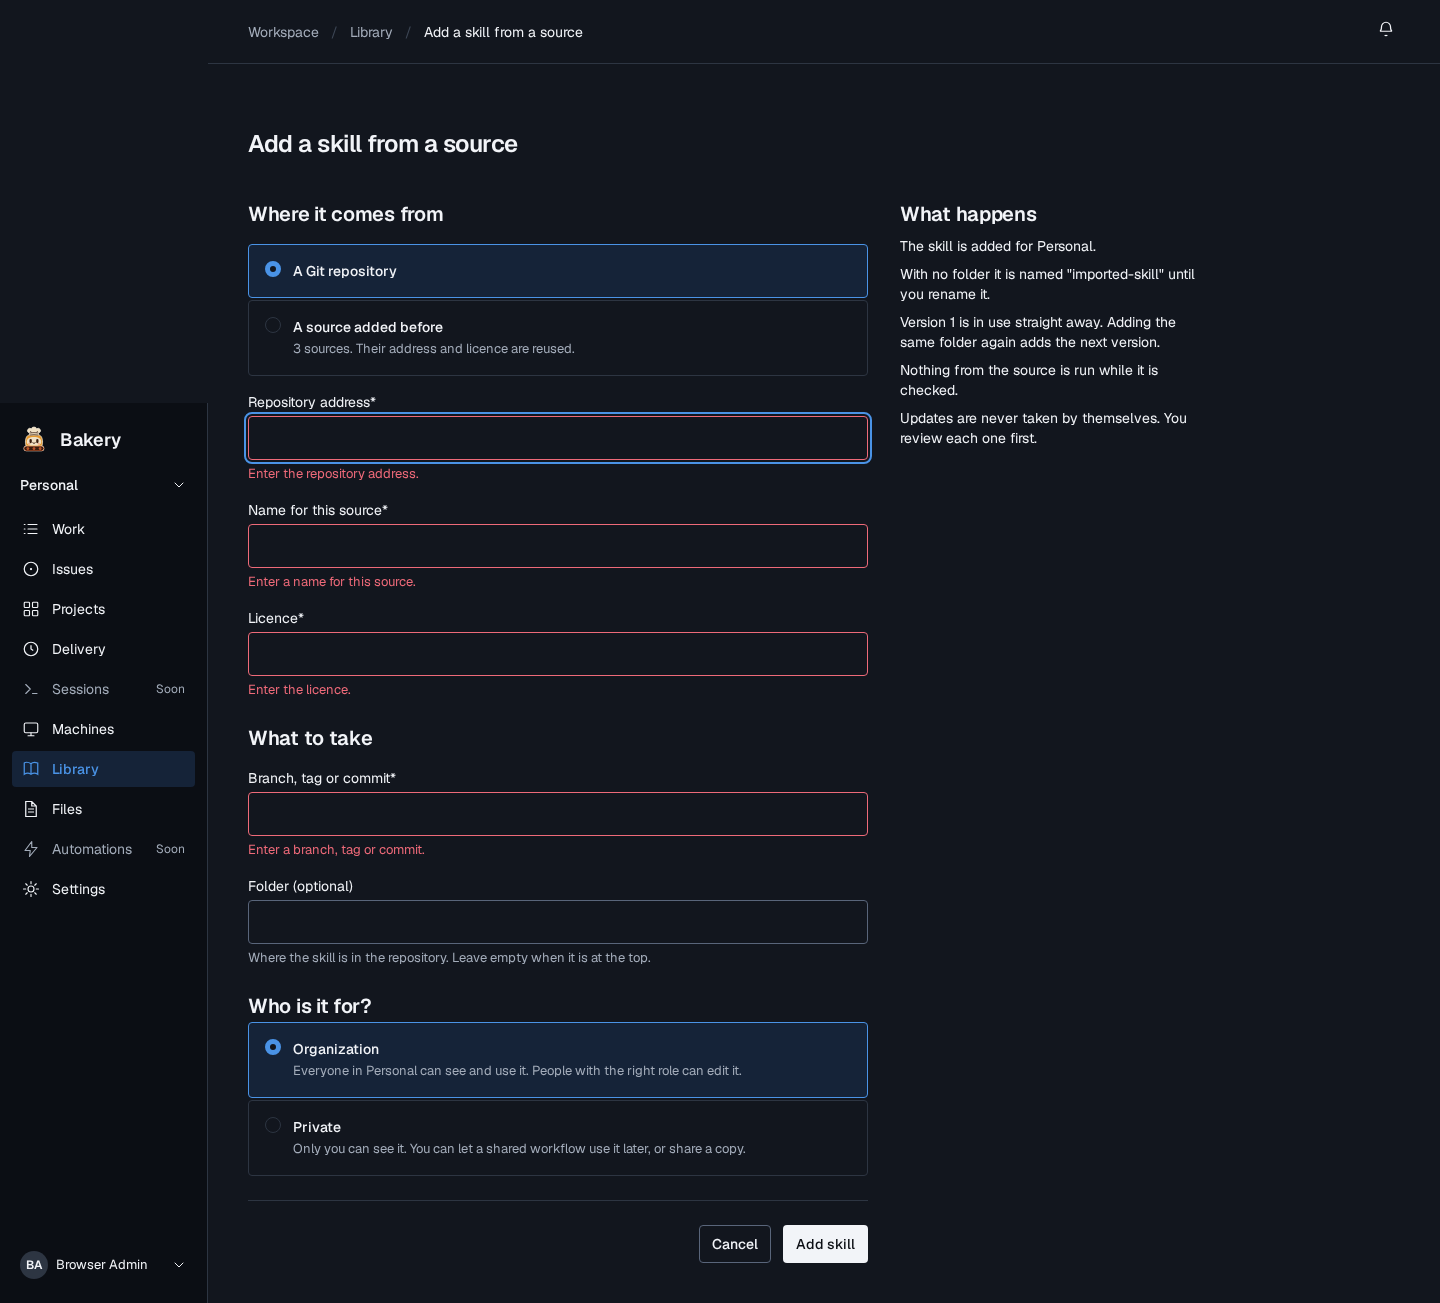 Workspace / Library / Add a skill from a source
Add a skill from a source
Where it comes from
A Git repository
A source added before
3 sources. Their address and licence are reused.
Repository address*
Enter the repository address.
Name for this source*
Enter a name for this source.
Licence*
Enter the licence.
What to take
Branch, tag or commit*
Enter a branch, tag or commit.
Folder (optional)
Where the skill is in the repository. Leave empty when it is at the top.
Who is it for?
Organization
Everyone in Personal can see and use it. People with the right role can edit it.
Private
Only you can see it. You can let a shared workflow use it later, or share a copy.
Cancel
Add skill
What happens
The skill is added for Personal.
With no folder it is named "imported-skill" until
you rename it.
Version 1 is in use straight away. Adding the
same folder again adds the next version.
Nothing from the source is run while it is
checked.
Updates are never taken by themselves. You
review each one first.
Bakery
Personal
Work
Issues
Projects
Delivery
Sessions Soon
Machines
Library
Files
Automations Soon
Settings
BA Browser Admin